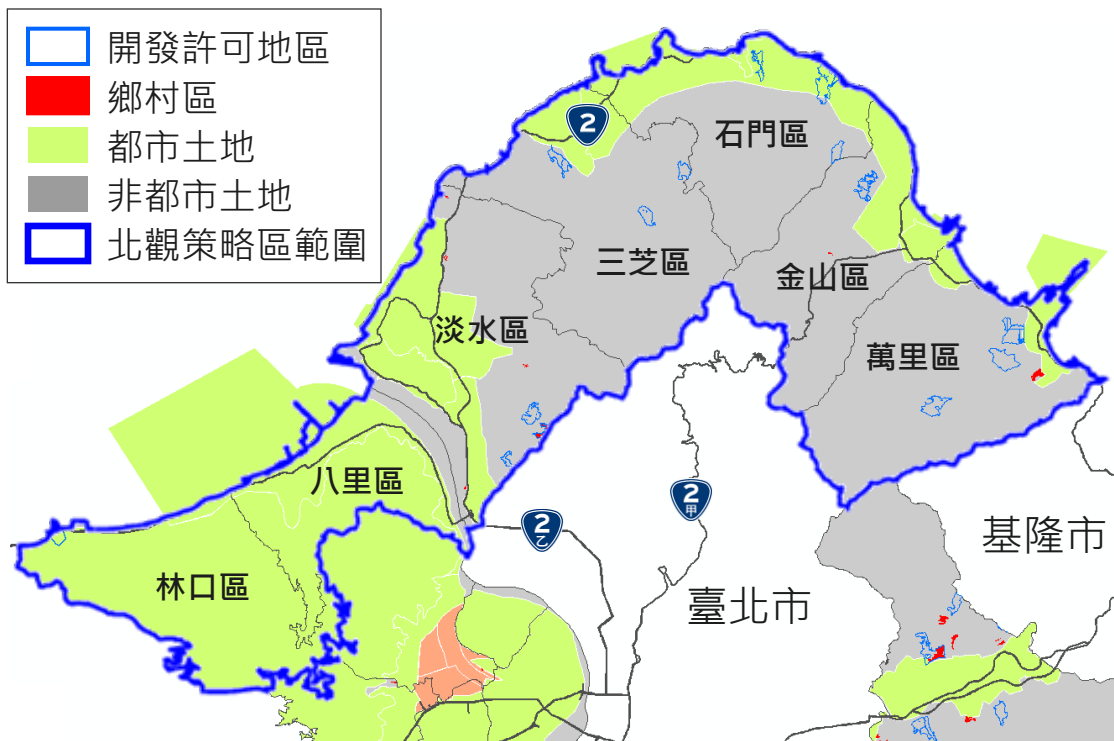 開發許可地區
鄉村區
都市土地
非都市土地
北觀策略區範圍
2
石門區
三芝區
金山區
淡水區
萬里區
八里區
2甲
2乙
基隆市
林口區
臺北市